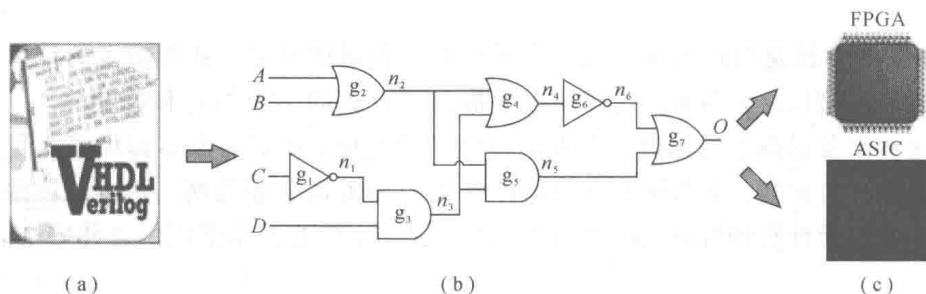 FPGA
A
B
C
D
g₂
n₂
g₄
n₄
g₆
n₆
g₇
O
g₁
n₁
g₃
n₃
g₅
n₅
VHDL
Verilog
ASIC
(a)
(b)
(c)